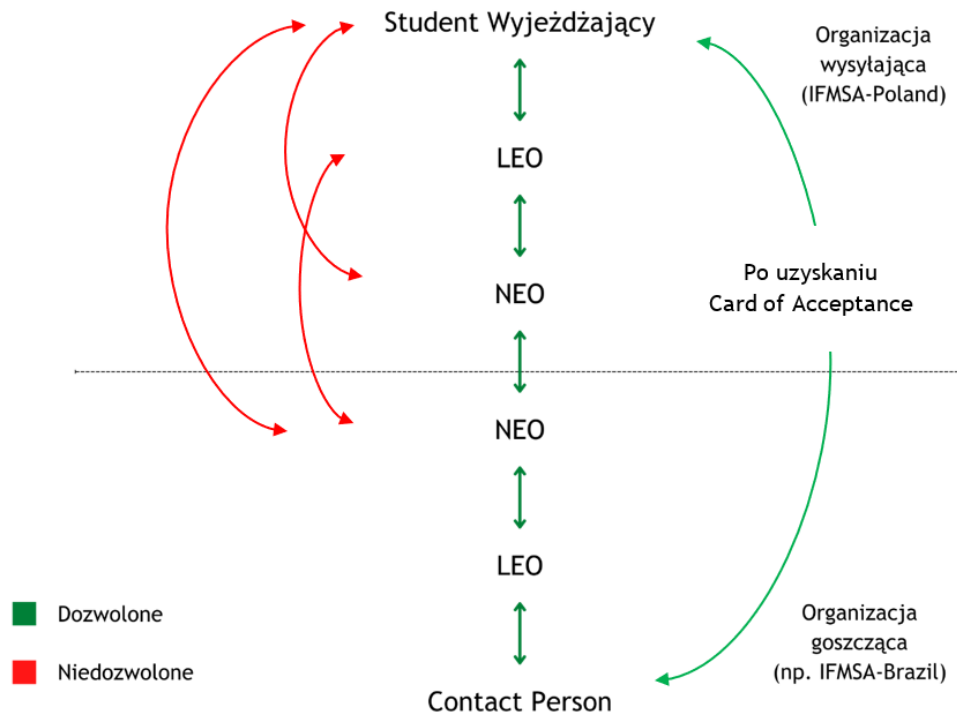 Student Wyjeżdżający
Organizacja
wysyłająca
(IFMSA-Poland)
LEO
NEO
Po uzyskaniu
Card of Acceptance
NEO
LEO
Dozwolone
Niedozwolone
Organizacja
goszcząca
(np. IFMSA-Brazil)
Contact Person